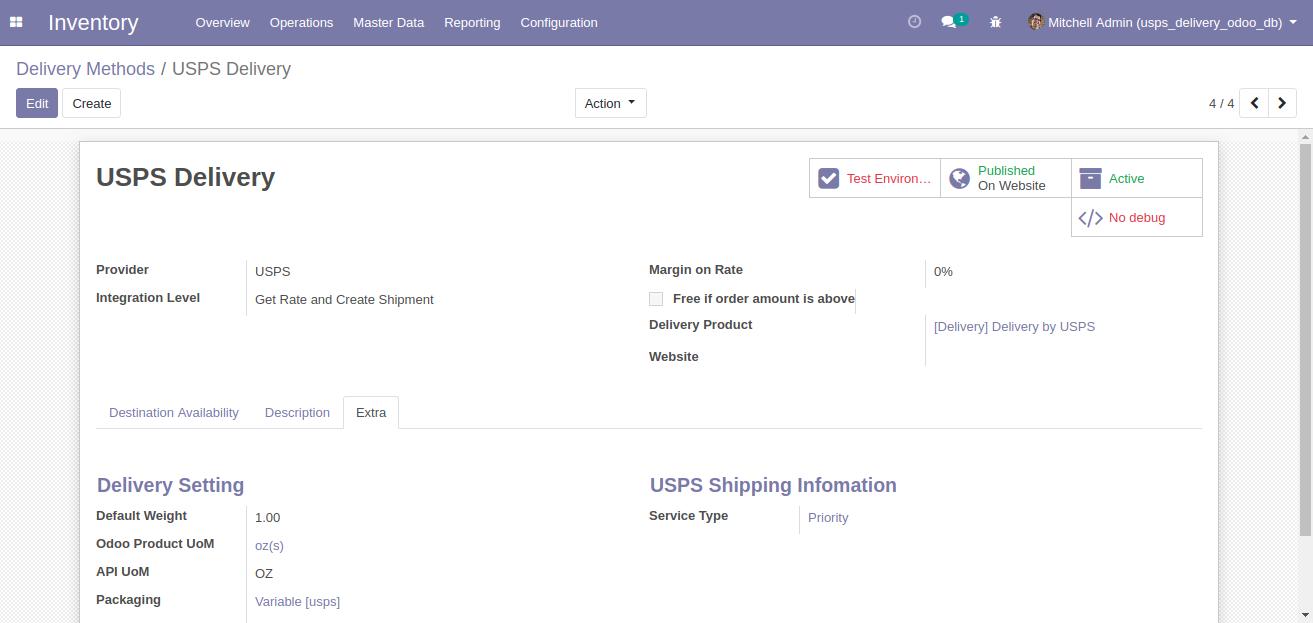 Inventory Overview Operations Master Data Reporting Configuration 1 Mitchell Admin (usps_delivery_odoo_db)
Delivery Methods / USPS Delivery
Edit Create Action 4 / 4
USPS Delivery
Test Environ…
Published
On Website
Active
No debug
Provider USPS
Integration Level Get Rate and Create Shipment
Margin on Rate 0%
Free if order amount is above
Delivery Product [Delivery] Delivery by USPS
Website
Destination Availability Description Extra
Delivery Setting
Default Weight 1.00
Odoo Product UoM oz(s)
API UoM OZ
Packaging Variable [usps]
USPS Shipping Infomation
Service Type Priority